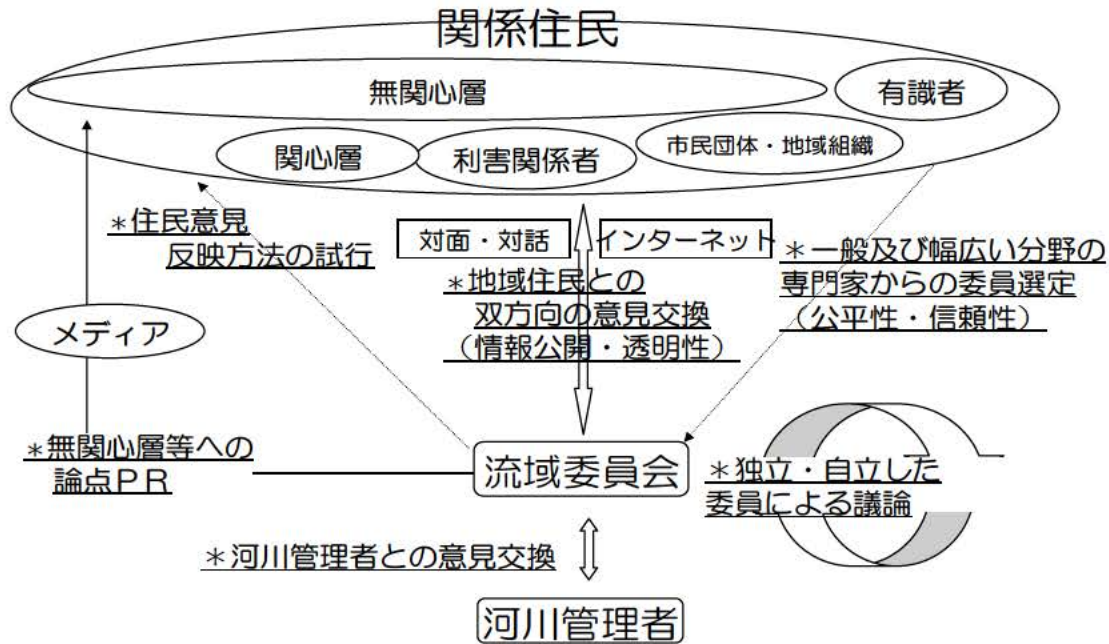 関係住民
無関心層
有識者
関心層
利害関係者
市民団体・地域組織
＊住民意見
反映方法の試行
対面・対話
インターネット
＊地域住民との
双方向の意見交換
（情報公開・透明性）
＊一般及び幅広い分野の
専門家からの委員選定
（公平性・信頼性）
メディア
＊無関心層等への
論点ＰＲ
流域委員会
＊独立・自立した
委員による議論
＊河川管理者との意見交換
河川管理者